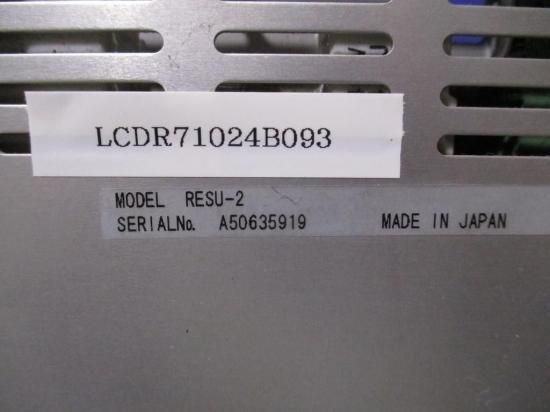 LCDR71024B093
MODEL RESU-2
SERIALNo. A50635919 MADE IN JAPAN